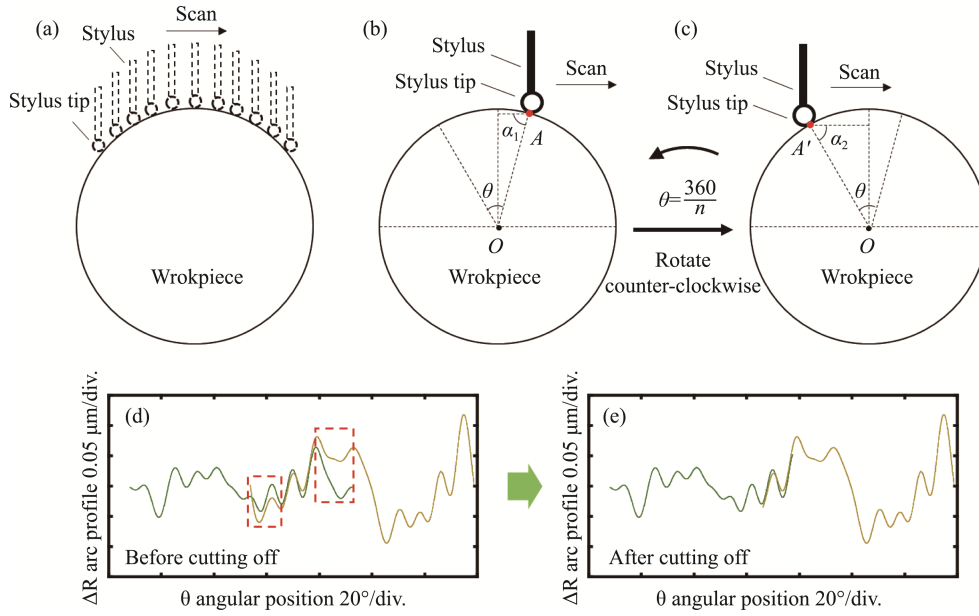 (a)
Scan
Stylus
Stylus tip
Wrokpiece
(b)
Stylus
Stylus tip
Scan
α₁
A
θ
O
Workpiece
θ=360/n
Rotate
counter-clockwise
(c)
Stylus
Stylus tip
Scan
A′
α₂
θ
O
Workpiece
(d)
ΔR arc profile 0.05 μm/div.
Before cutting off
θ angular position 20°/div.
(e)
ΔR arc profile 0.05 μm/div.
After cutting off
θ angular position 20°/div.